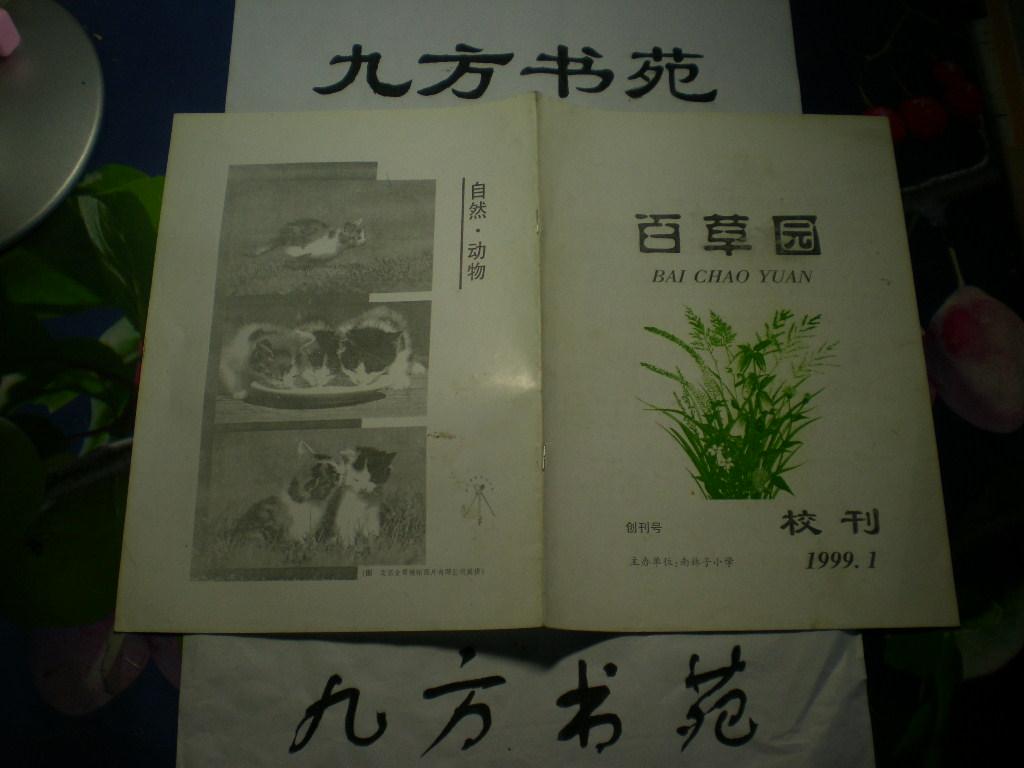 九方书苑
自然·动物
百草园
BAI CHAO YUAN
创刊号
校刊
主办单位:南林子小学
1999.1
九方书苑